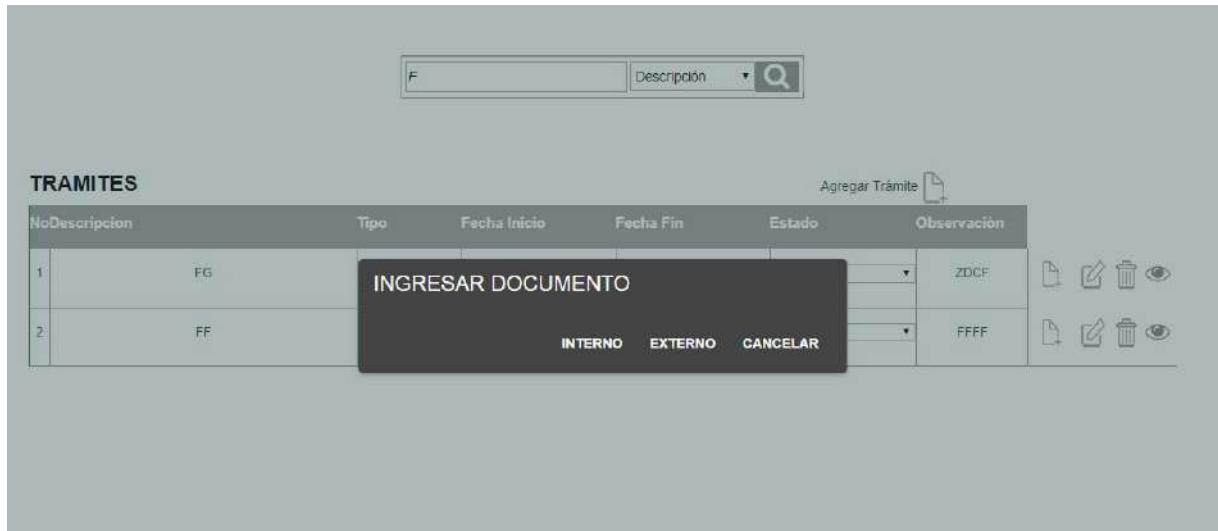 F Descripción
TRAMITES Agregar Trámite
NoDescripcion Tipo Fecha Inicio Fecha Fin Estado Observación
1 FG ZDCF
INGRESAR DOCUMENTO
2 FF FFFF
INTERNO EXTERNO CANCELAR